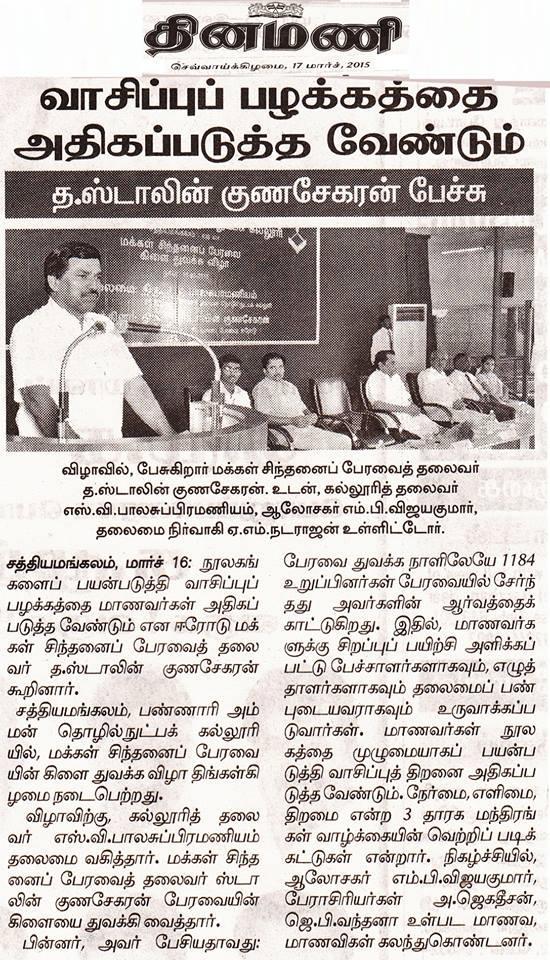 தினமணி
செவ்வாய்க்கிழமை, 17 மார்ச், 2015
வாசிப்புப் பழக்கத்தை
அதிகப்படுத்த வேண்டும்
த.ஸ்டாலின் குணசேகரன் பேச்சு
கல்லூரி
மக்கள் சிந்தனைப் பேரவை
கிளை துவக்க விழா
குணசேகரன்
விழாவில், பேசுகிறார் மக்கள் சிந்தனைப் பேரவைத் தலைவர்
த.ஸ்டாலின் குணசேகரன். உடன், கல்லூரித் தலைவர்
எஸ்.வி.பாலசுப்பிரமணியம், ஆலோசகர் எம்.பி.விஜயகுமார்,
தலைமை நிர்வாகி ஏ.எம்.நடராஜன் உள்ளிட்டோர்.
சத்தியமங்கலம், மார்ச் 16: நூலகங்
களைப் பயன்படுத்தி வாசிப்புப்
பழக்கத்தை மாணவர்கள் அதிகப்
படுத்த வேண்டும் என ஈரோடு மக்
கள் சிந்தனைப் பேரவைத் தலை
வர் த.ஸ்டாலின் குணசேகரன்
கூறினார்.
சத்தியமங்கலம், பண்ணாரி அம்
மன் தொழில்நுட்பக் கல்லூரி
யில், மக்கள் சிந்தனைப் பேரவை
யின் கிளை துவக்க விழா திங்கள்கி
ழமை நடைபெற்றது.
விழாவிற்கு, கல்லூரித் தலை
வர் எஸ்.வி.பாலசுப்பிரமணியம்
தலைமை வகித்தார். மக்கள் சிந்த
னைப் பேரவைத் தலைவர் ஸ்டா
லின் குணசேகரன் பேரவையின்
கிளையை துவக்கி வைத்தார்.
பின்னர், அவர் பேசியதாவது:
பேரவை துவக்க நாளிலேயே 1184
உறுப்பினர்கள் பேரவையில் சேர்ந்
தது அவர்களின் ஆர்வத்தைக்
காட்டுகிறது. இதில், மாணவர்க
ளுக்கு சிறப்புப் பயிற்சி அளிக்கப்
பட்டு பேச்சாளர்களாகவும், எழுத்
தாளர்களாகவும் தலைமைப் பண்
புடையவராகவும் உருவாக்கப்ப
டுவார்கள். மாணவர்கள் நூல
கத்தை முழுமையாகப் பயன்ப
டுத்தி வாசிப்புத் திறனை அதிகப்ப
டுத்த வேண்டும். நேர்மை, எளிமை,
திறமை என்ற 3 தாரக மந்திரங்
கள் வாழ்க்கையின் வெற்றிப் படிக்
கட்டுகள் என்றார். நிகழ்ச்சியில்,
ஆலோசகர் எம்.பி.விஜயகுமார்,
பேராசிரியர்கள் அ.ஜெகதீசன்,
ஜெ.பி.வந்தனா உள்பட மாணவ,
மாணவிகள் கலந்துகொண்டனர்.